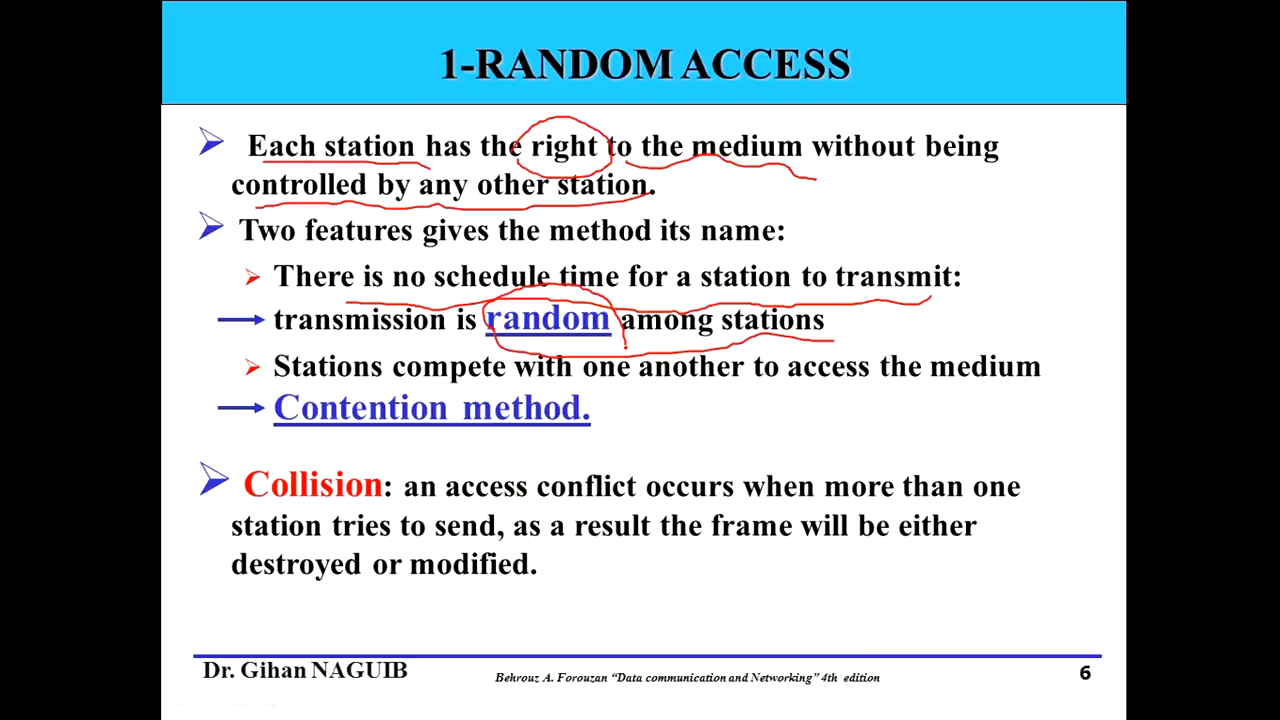 1-RANDOM ACCESS
Each station has the right to the medium without being
controlled by any other station.
Two features gives the method its name:
There is no schedule time for a station to transmit:
transmission is random among stations
Stations compete with one another to access the medium
Contention method.
Collision: an access conflict occurs when more than one
station tries to send, as a result the frame will be either
destroyed or modified.
Dr. Gihan NAGUIB
Behrouz A. Forouzan “Data communication and Networking” 4th edition
6